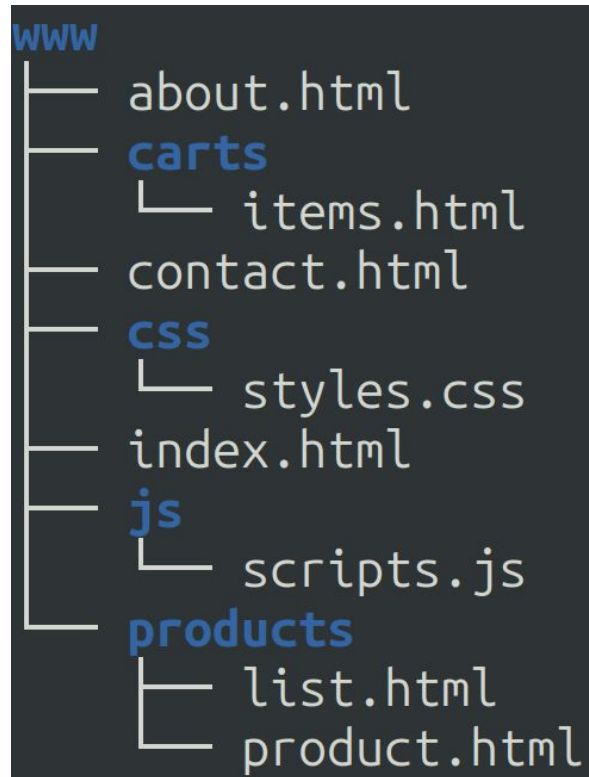 www
about.html
carts
items.html
contact.html
css
styles.css
index.html
js
scripts.js
products
list.html
product.html